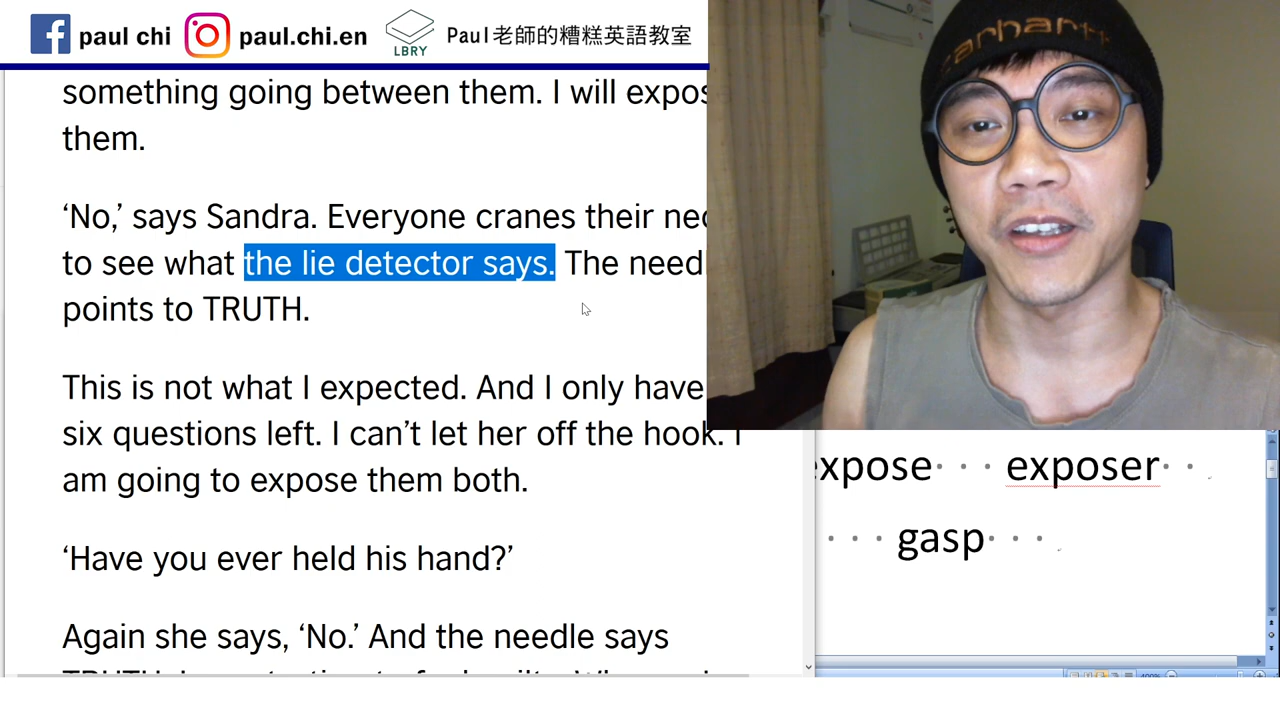 paul chi paul.chi.en LBRY Paul老師的糟糕英語教室
carhartt
something going between them. I will expos
them.
‘No,’ says Sandra. Everyone cranes their nec
to see what the lie detector says. The need
points to TRUTH.
This is not what I expected. And I only have
six questions left. I can’t let her off the hook. I
am going to expose them both.
‘Have you ever held his hand?’
Again she says, ‘No.’ And the needle says
expose exposer
gasp